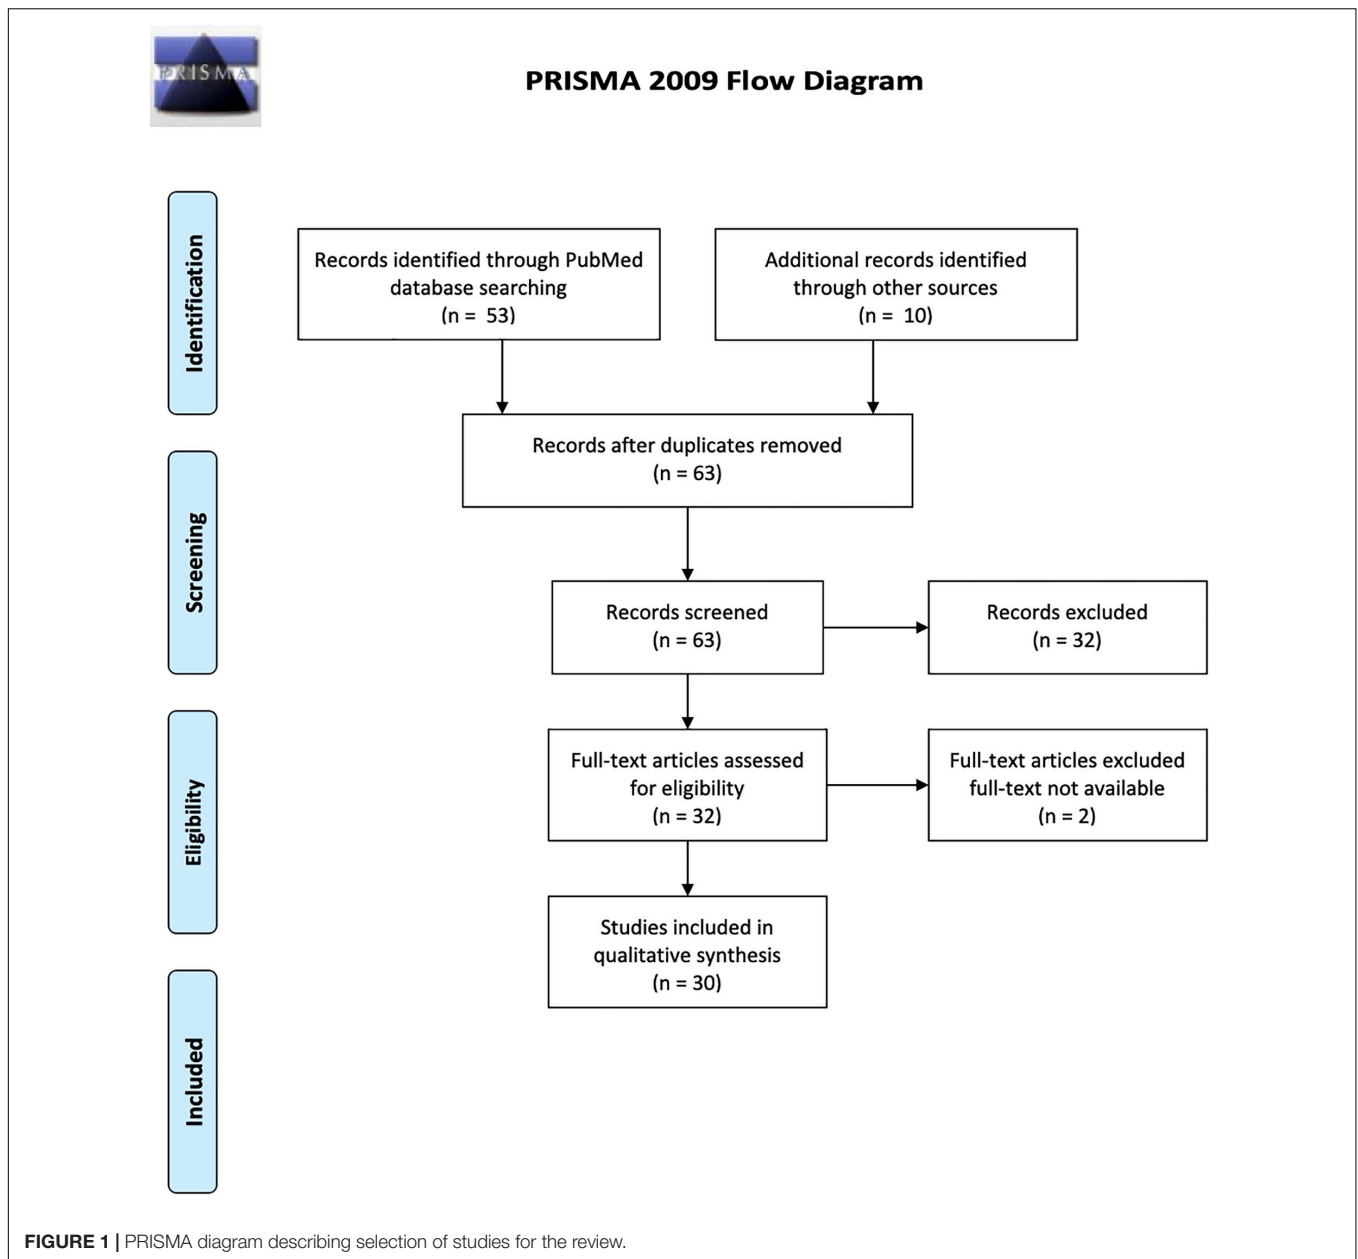 PRISMA
PRISMA 2009 Flow Diagram
Identification
Records identified through PubMed
database searching
(n = 53)
Additional records identified
through other sources
(n = 10)
Records after duplicates removed
(n = 63)
Screening
Records screened
(n = 63)
Records excluded
(n = 32)
Eligibility
Full-text articles assessed
for eligibility
(n = 32)
Full-text articles excluded
full-text not available
(n = 2)
Studies included in
qualitative synthesis
(n = 30)
Included
FIGURE 1 | PRISMA diagram describing selection of studies for the review.